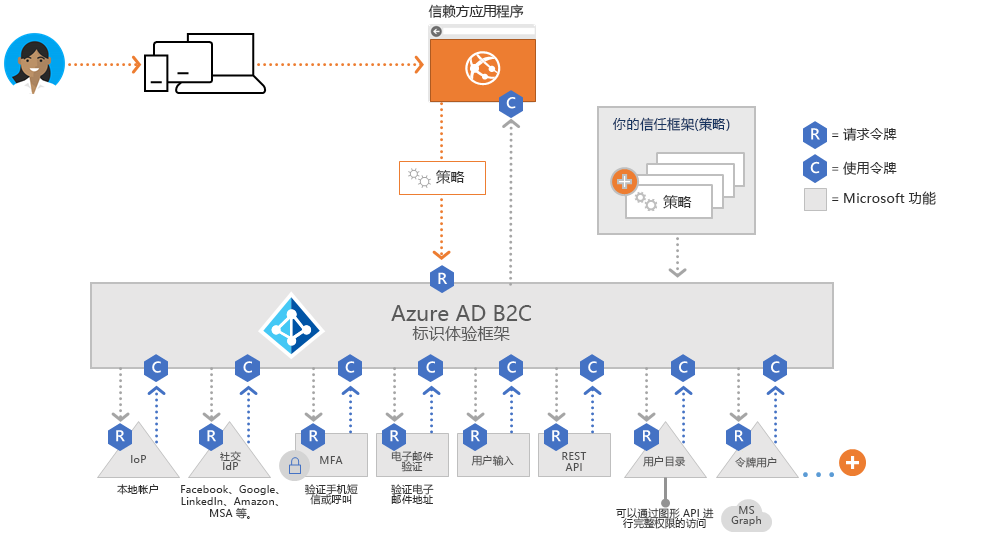 信赖方应用程序
C
你的信任框架(策略)
R = 请求令牌
C = 使用令牌
= Microsoft 功能
策略
策略
R
Azure AD B2C
标识体验框架
C C C C C C C C
R R R R R R R R
IoP
社交
IdP
MFA
电子邮件
验证
用户输入
REST
API
用户目录
令牌用户
本地帐户
Facebook、Google、
LinkedIn、Amazon、
MSA 等。
验证手机短
信或呼叫
验证电子
邮件地址
可以通过图形 API 进
行完整权限的访问
MS
Graph